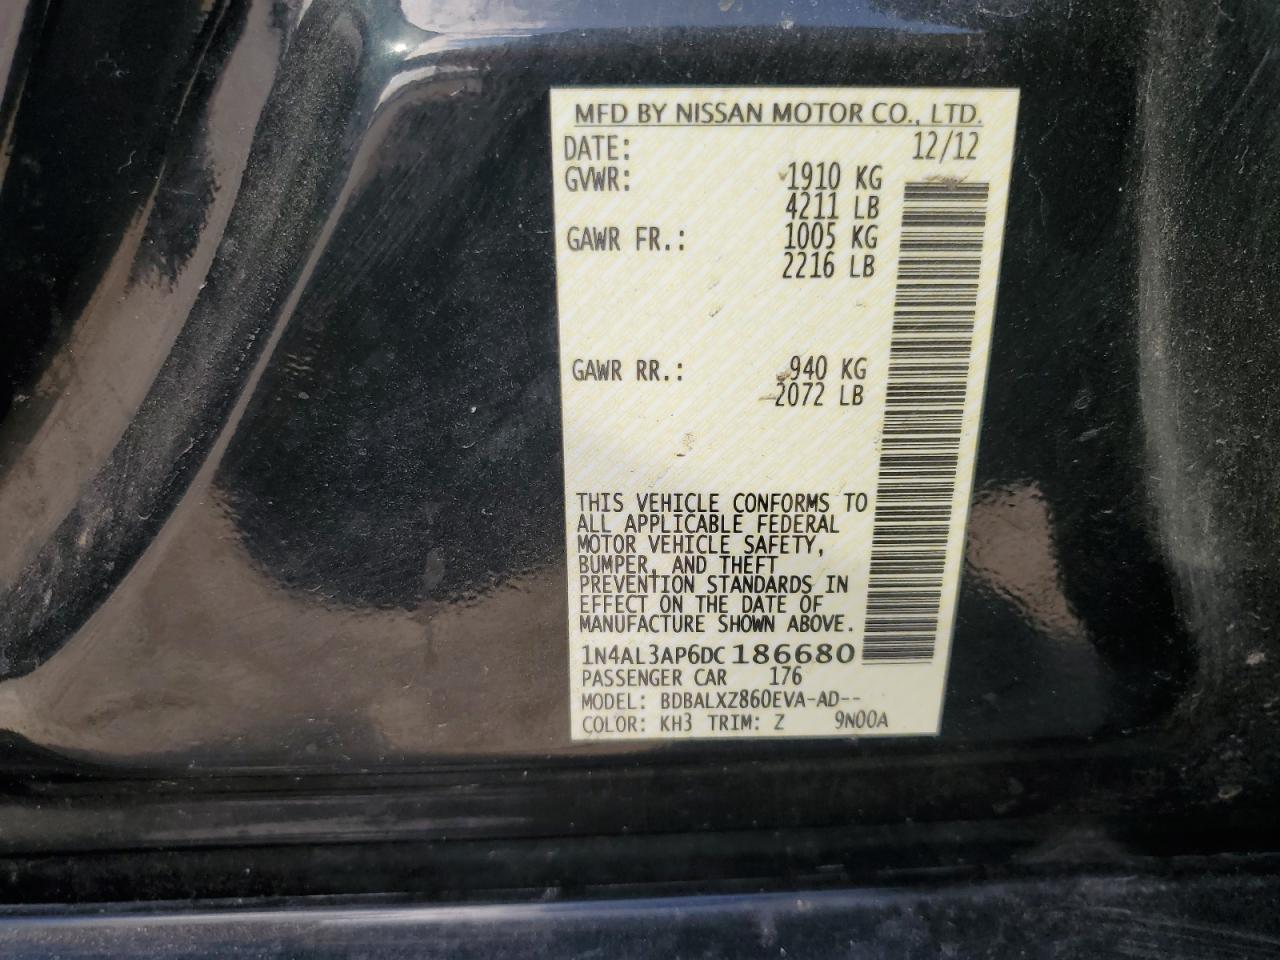 MFD BY NISSAN MOTOR CO., LTD.
DATE: 12/12
GVWR: 1910 KG
4211 LB
GAWR FR.: 1005 KG
2216 LB
GAWR RR.: 940 KG
2072 LB
THIS VEHICLE CONFORMS TO
ALL APPLICABLE FEDERAL
MOTOR VEHICLE SAFETY,
BUMPER, AND THEFT
PREVENTION STANDARDS IN
EFFECT ON THE DATE OF
MANUFACTURE SHOWN ABOVE.
1N4AL3AP6DC186680
PASSENGER CAR 176
MODEL: BDBALXZ860EVA-AD--
COLOR: KH3 TRIM: Z 9N00A